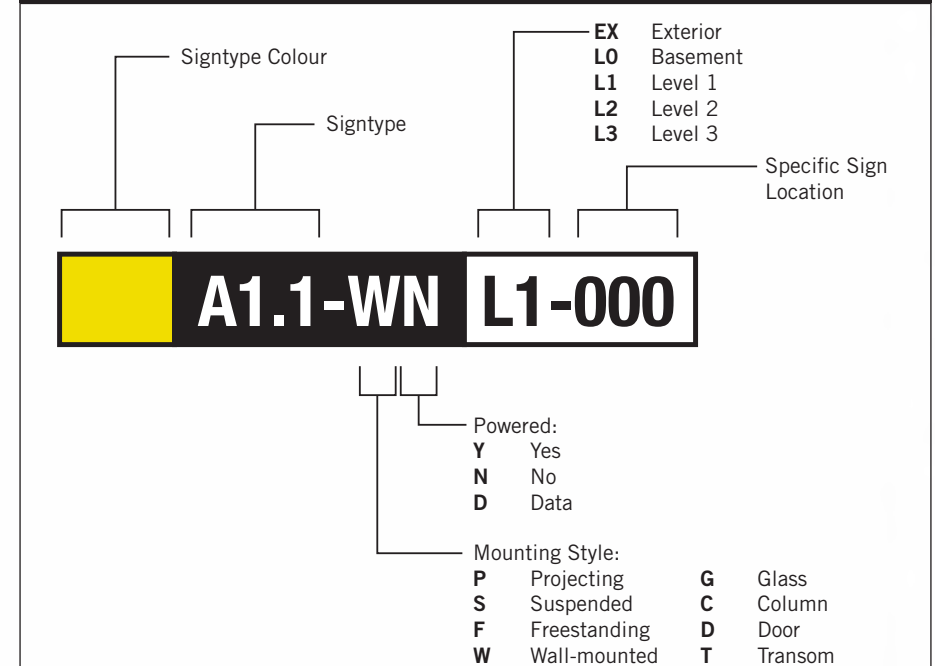 EX Exterior
L0 Basement
L1 Level 1
L2 Level 2
L3 Level 3
Signtype Colour
Signtype
Specific Sign
Location
A1.1-WN L1-000
Powered:
Y Yes
N No
D Data
Mounting Style:
P Projecting G Glass
S Suspended C Column
F Freestanding D Door
W Wall-mounted T Transom